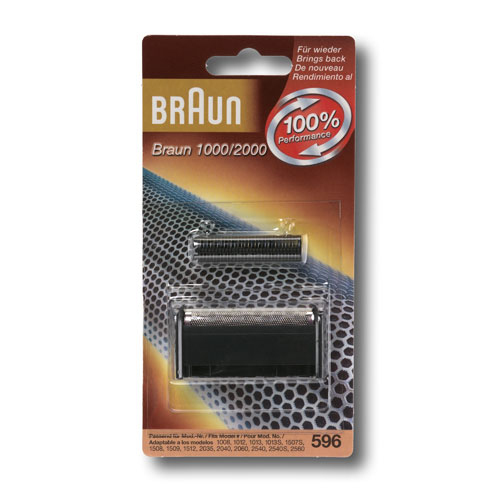 Für wieder
Brings back
De nouveau
Rendimiento al
BRAUN
100%
Performance
Braun 1000/2000
Passend für Mod.-Nr. / Fits Model # / Pour Mod. No. /
Adaptable a los modelos 1008, 1012, 1013, 1013S, 1507S,
1508, 1509, 1512, 2035, 2040, 2060, 2540, 2540S, 2560
596